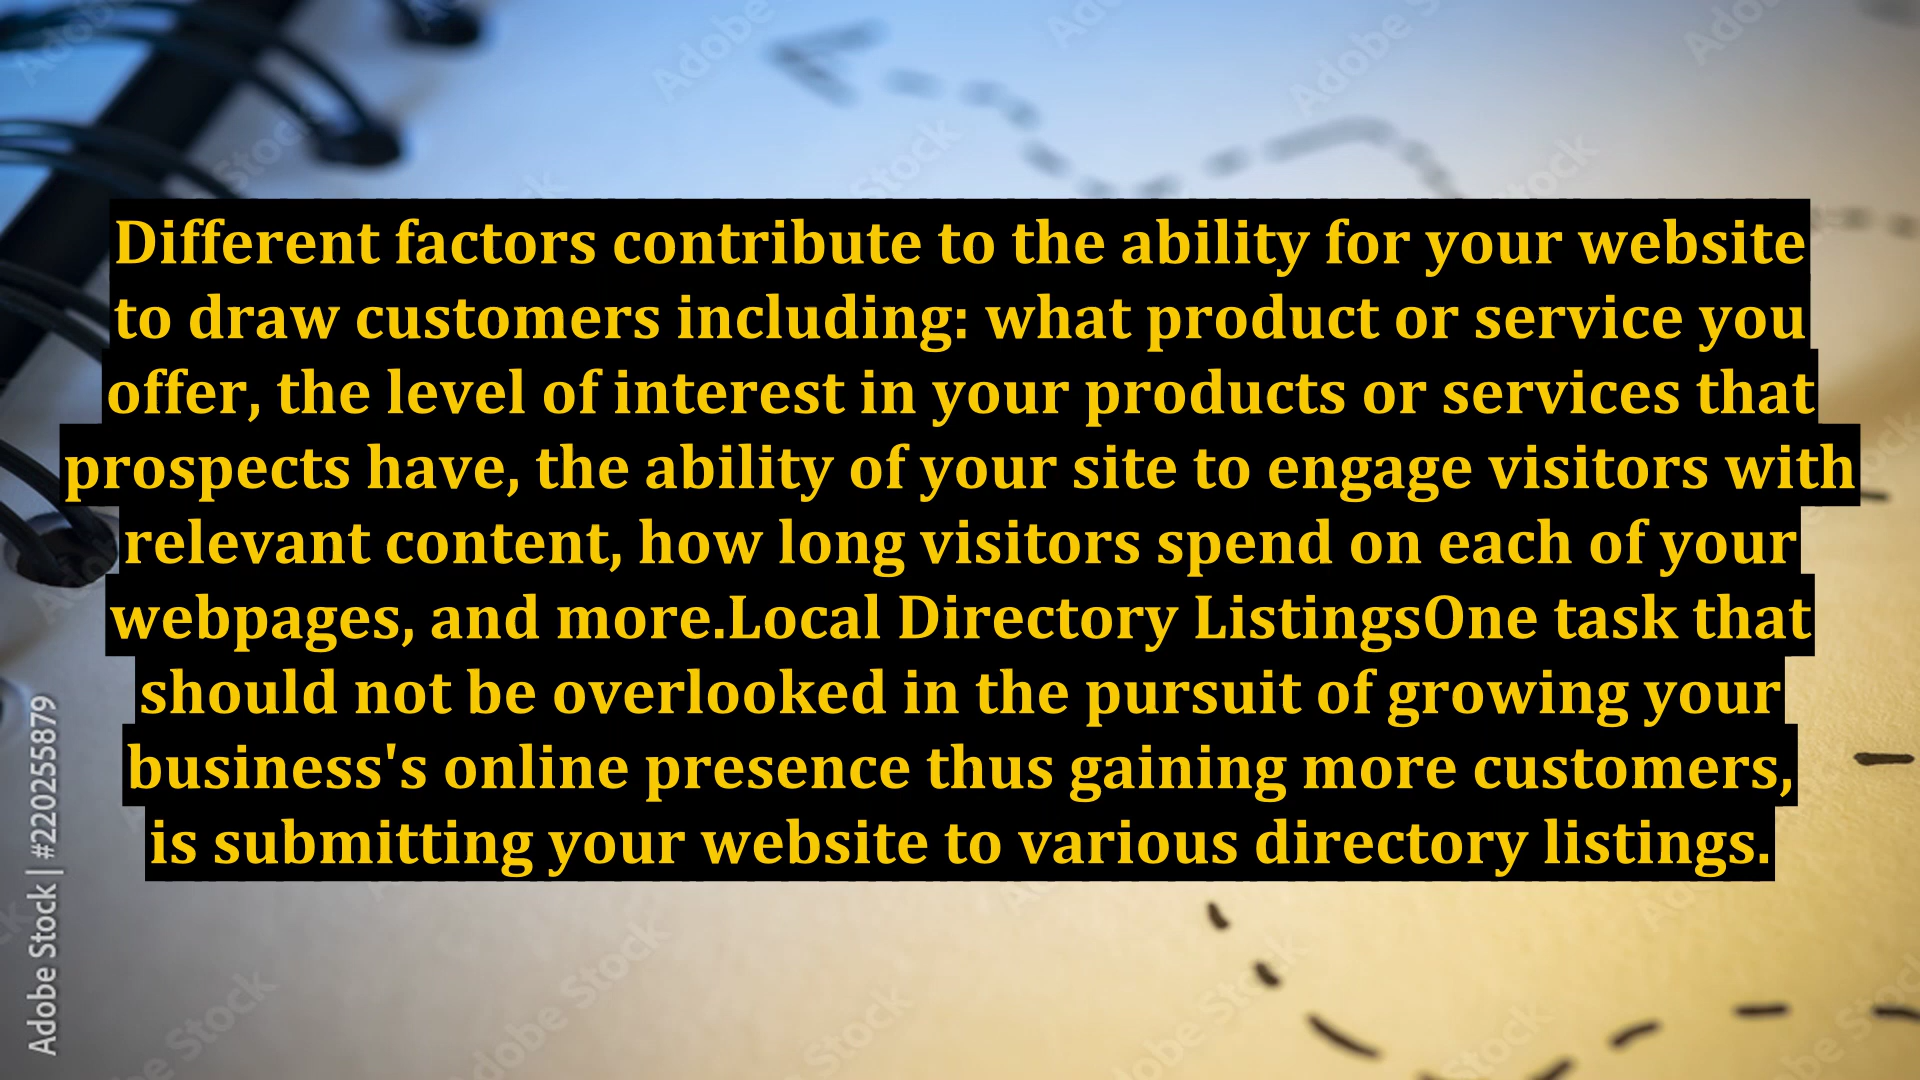 Different factors contribute to the ability for your website
to draw customers including: what product or service you
offer, the level of interest in your products or services that
prospects have, the ability of your site to engage visitors with
relevant content, how long visitors spend on each of your
webpages, and more.Local Directory ListingsOne task that
should not be overlooked in the pursuit of growing your
business's online presence thus gaining more customers,
is submitting your website to various directory listings.
Adobe Stock | #2202555879